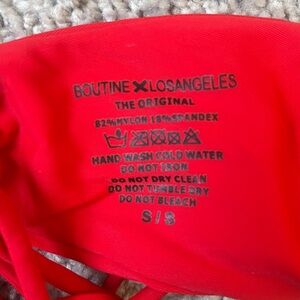 BOUTINE X LOSANGELES
THE ORIGINAL
82%NYLON 18%SPANDEX
HAND WASH COLD WATER
DO NOT IRON
DO NOT DRY CLEAN
DO NOT TUMBLE DRY
DO NOT BLEACH
S / S